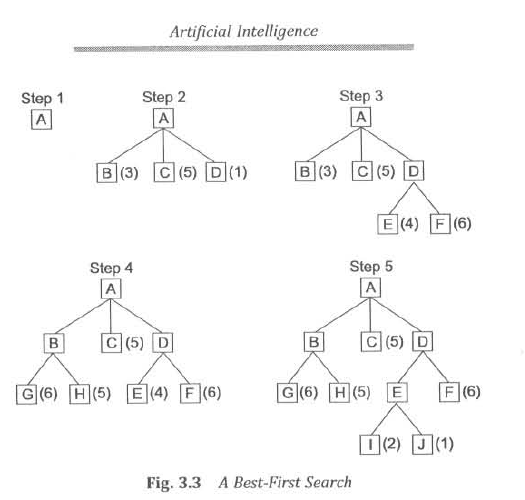 Artificial Intelligence
Step 1
A
Step 2
A
B (3) C (5) D (1)
Step 3
A
B (3) C (5) D
E (4) F (6)
Step 4
A
B C (5) D
G (6) H (5) E (4) F (6)
Step 5
A
B C (5) D
G (6) H (5) E F (6)
I (2) J (1)
Fig. 3.3 A Best-First Search